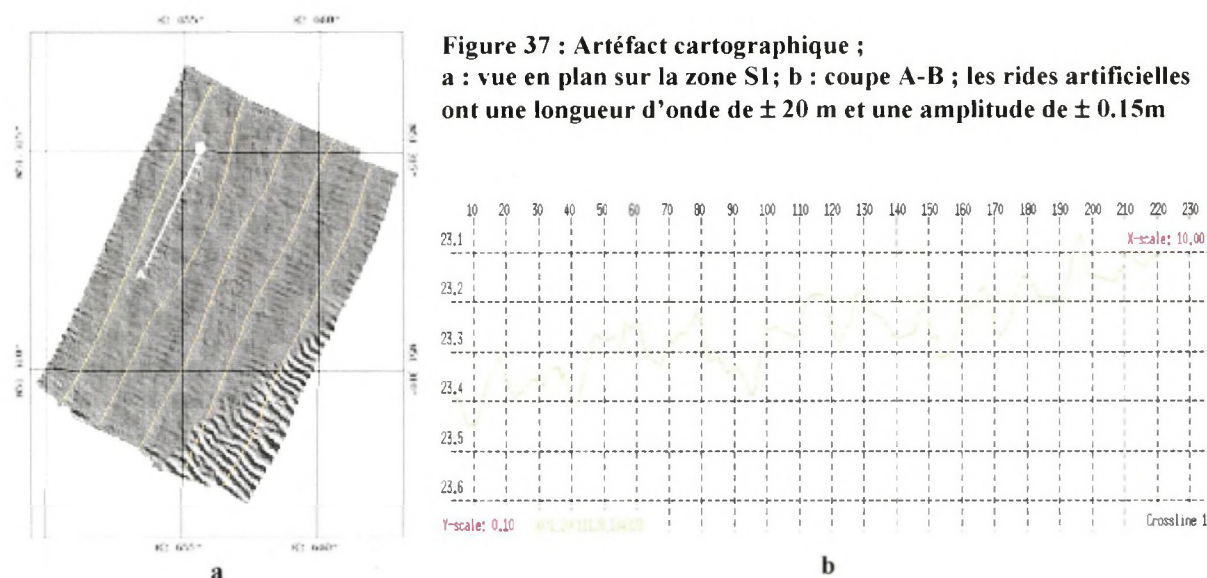 Figure 37 : Artéfact cartographique ;
a : vue en plan sur la zone S1; b : coupe A-B ; les rides artificielles
ont une longueur d'onde de ± 20 m et une amplitude de ± 0.15m
10 20 30 40 50 60 70 80 90 100 110 120 130 140 150 160 170 180 190 200 210 220 230
X-scale: 10.00
23.1
23.2
23.3
23.4
23.5
23.6
Y-scale: 0.10
Crossline 1
a
b